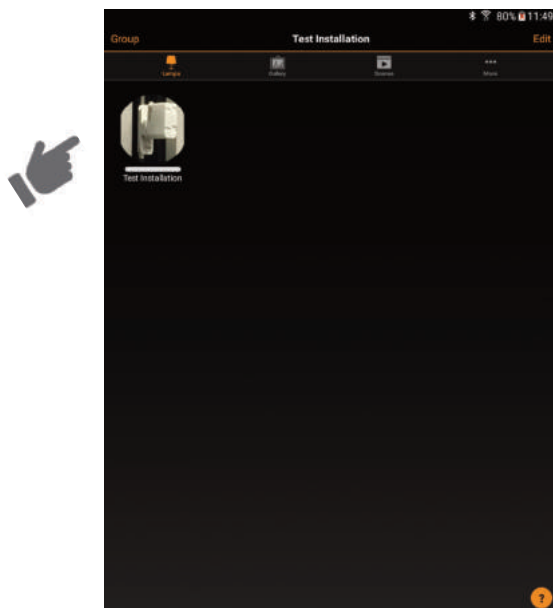 80% 11:49
Group Test Installation Edit
Lamps Gallery Scenes More
Test Installation
?